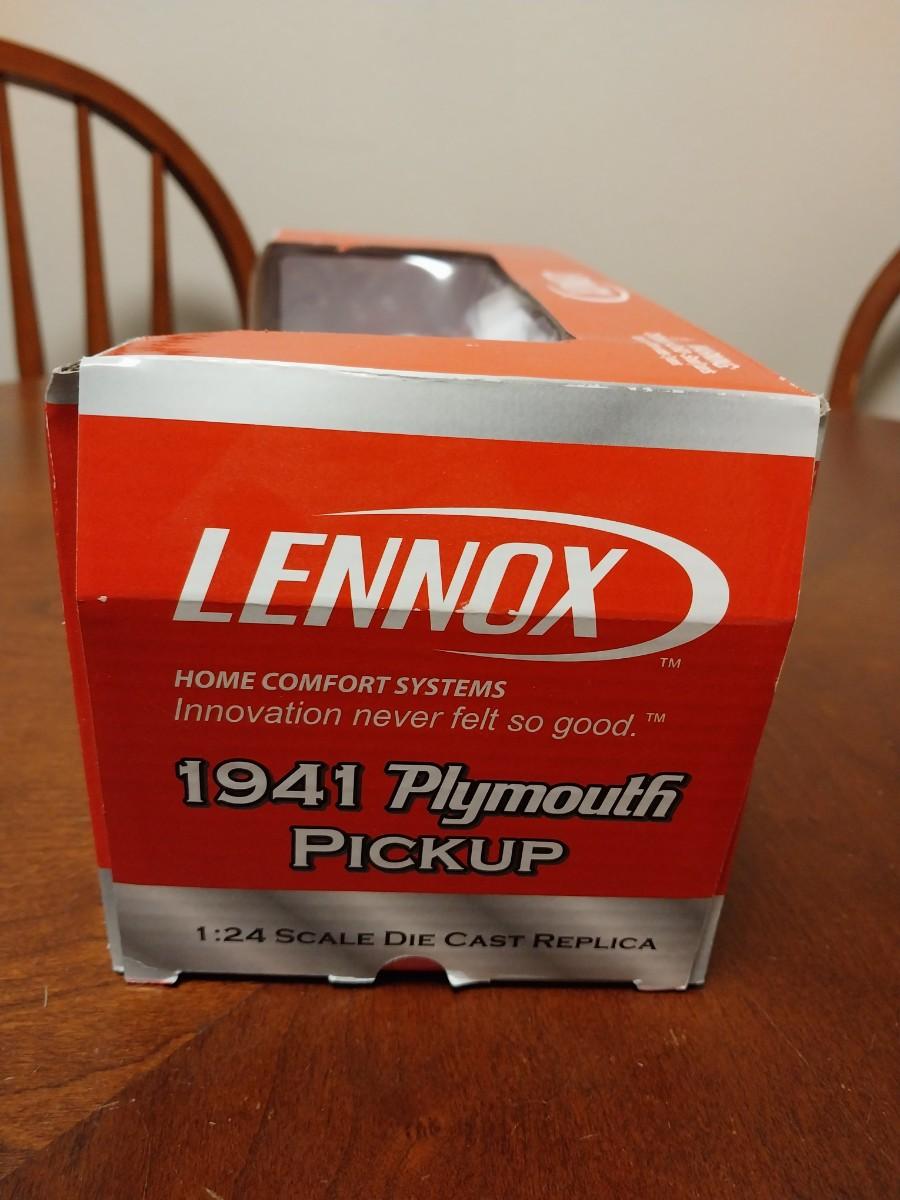 LENNOX
TM
HOME COMFORT SYSTEMS
Innovation never felt so good.™
1941 Plymouth
PICKUP
1:24 SCALE DIE CAST REPLICA